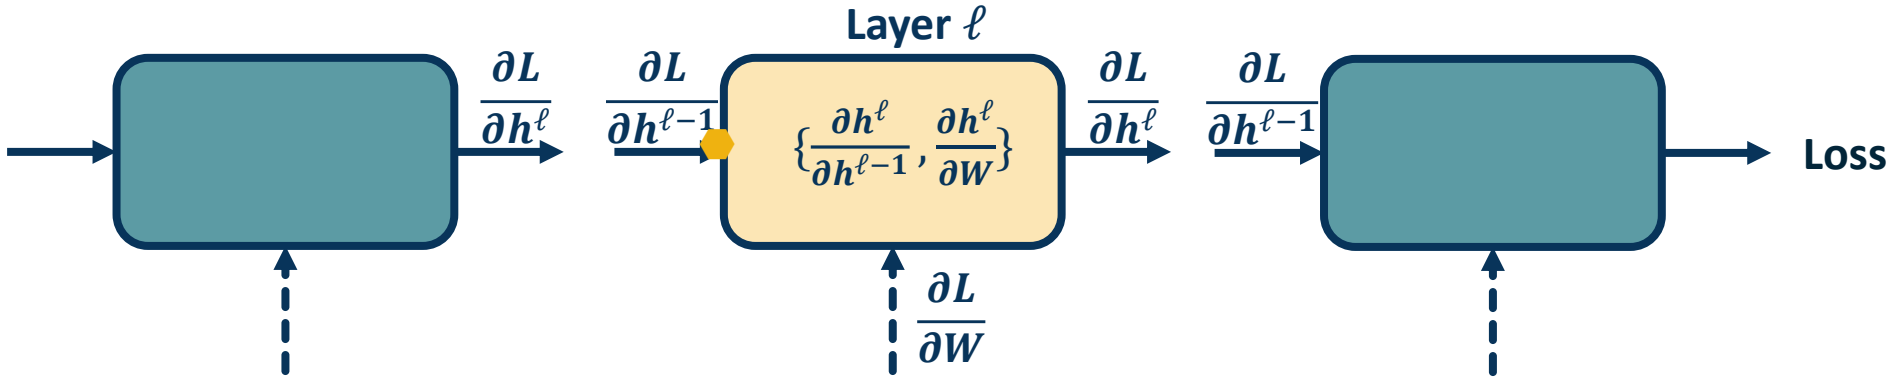 Layer ℓ
∂L/∂h^ℓ
∂L/∂h^{ℓ−1}
{∂h^ℓ/∂h^{ℓ−1}, ∂h^ℓ/∂W}
∂L/∂h^ℓ
∂L/∂h^{ℓ−1}
Loss
∂L/∂W